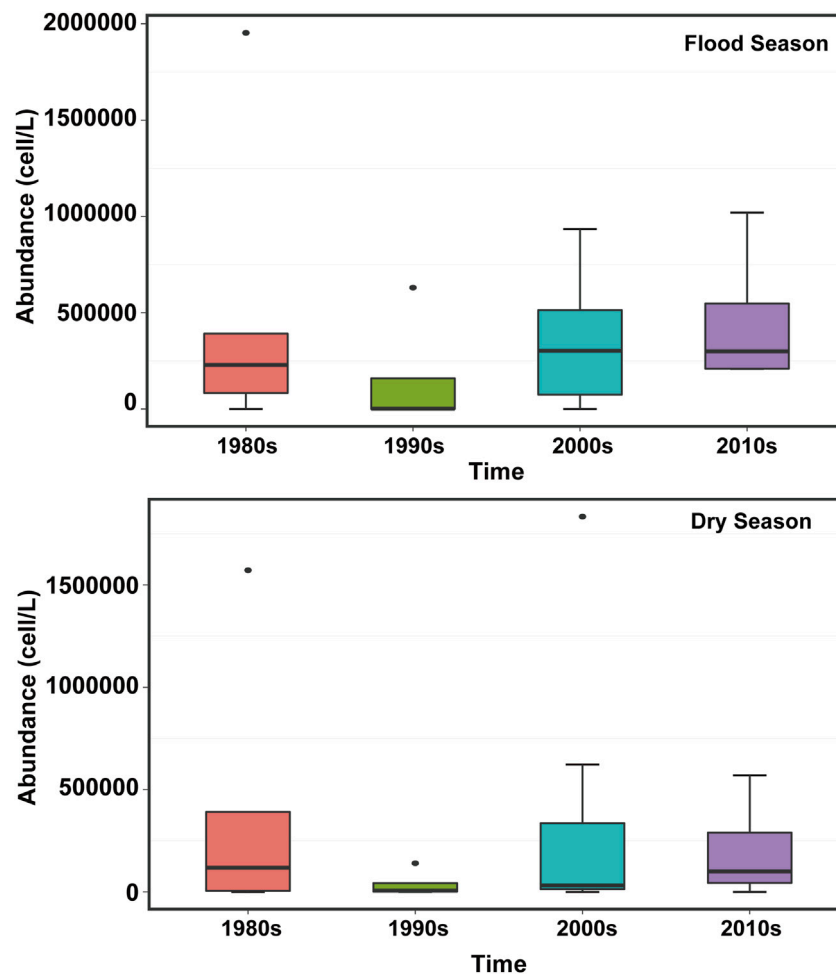 2000000
Flood Season
1500000
1000000
500000
0
Abundance (cell/L)
1980s 1990s 2000s 2010s
Time
Dry Season
1500000
1000000
500000
0
Abundance (cell/L)
1980s 1990s 2000s 2010s
Time